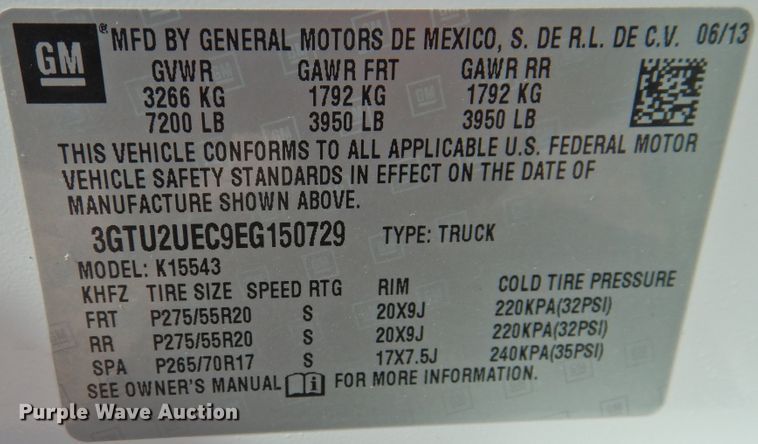 GM ® MFD BY GENERAL MOTORS DE MEXICO, S. DE R.L. DE C.V. 06/13
GVWR GAWR FRT GAWR RR
3266 KG 1792 KG 1792 KG
7200 LB 3950 LB 3950 LB
THIS VEHICLE CONFORMS TO ALL APPLICABLE U.S. FEDERAL MOTOR
VEHICLE SAFETY STANDARDS IN EFFECT ON THE DATE OF
MANUFACTURE SHOWN ABOVE.
3GTU2UEC9EG150729 TYPE: TRUCK
MODEL: K15543
KHFZ TIRE SIZE SPEED RTG RIM COLD TIRE PRESSURE
FRT P275/55R20 S 20X9J 220KPA(32PSI)
RR P275/55R20 S 20X9J 220KPA(32PSI)
SPA P265/70R17 S 17X7.5J 240KPA(35PSI)
SEE OWNER'S MANUAL i FOR MORE INFORMATION.
Purple Wave Auction